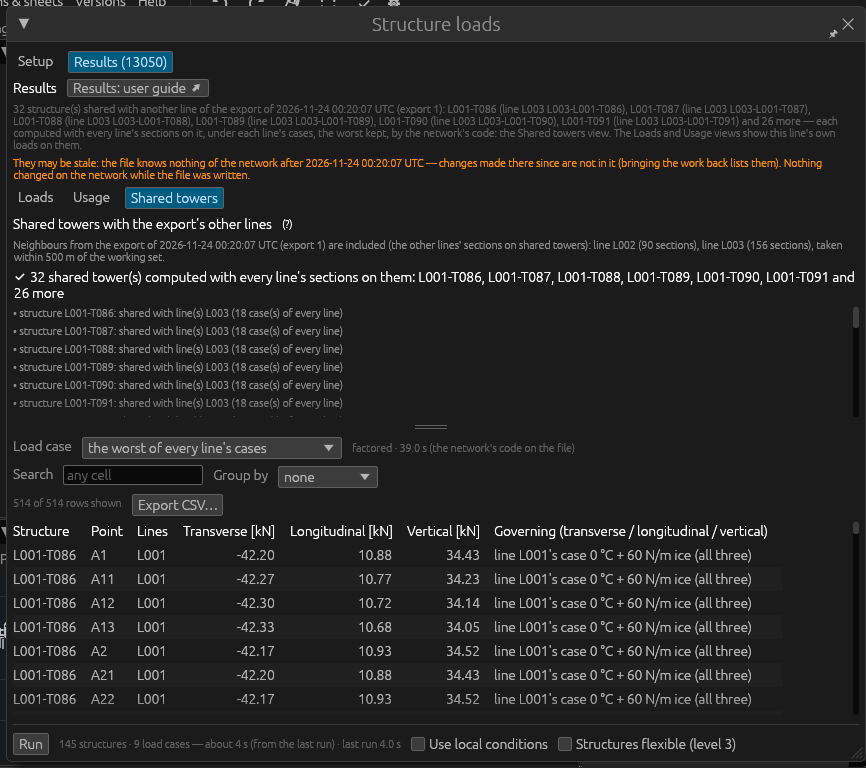 & sheets Versions Help
Structure loads
Setup Results (13050)
Results Results: user guide
32 structure(s) shared with another line of the export of 2026-11-24 00:20:07 UTC (export 1): L001-T086 (line L003 L003-L001-T086), L001-T087 (line L003 L003-L001-T087),
L001-T088 (line L003 L003-L001-T088), L001-T089 (line L003 L003-L001-T089), L001-T090 (line L003 L003-L001-T090), L001-T091 (line L003 L003-L001-T091) and 26 more — each
computed with every line's sections on it, under each line's cases, the worst kept, by the network's code: the Shared towers view. The Loads and Usage views show this line's own
loads on them.
They may be stale: the file knows nothing of the network after 2026-11-24 00:20:07 UTC — changes made there since are not in it (bringing the work back lists them). Nothing
changed on the network while the file was written.
Loads Usage Shared towers
Shared towers with the export's other lines (?)
Neighbours from the export of 2026-11-24 00:20:07 UTC (export 1) are included (the other lines' sections on shared towers): line L002 (90 sections), line L003 (156 sections), taken
within 500 m of the working set.
✓ 32 shared tower(s) computed with every line's sections on them: L001-T086, L001-T087, L001-T088, L001-T089, L001-T090, L001-T091 and
26 more
• structure L001-T086: shared with line(s) L003 (18 case(s) of every line)
• structure L001-T087: shared with line(s) L003 (18 case(s) of every line)
• structure L001-T088: shared with line(s) L003 (18 case(s) of every line)
• structure L001-T089: shared with line(s) L003 (18 case(s) of every line)
• structure L001-T090: shared with line(s) L003 (18 case(s) of every line)
• structure L001-T091: shared with line(s) L003 (18 case(s) of every line)
Load case the worst of every line's cases factored · 39.0 s (the network's code on the file)
Search any cell Group by none
514 of 514 rows shown Export CSV...
Structure Point Lines Transverse [kN] Longitudinal [kN] Vertical [kN] Governing (transverse / longitudinal / vertical)
L001-T086 A1 L001 -42.20 10.88 34.43 line L001's case 0 °C + 60 N/m ice (all three)
L001-T086 A11 L001 -42.27 10.77 34.23 line L001's case 0 °C + 60 N/m ice (all three)
L001-T086 A12 L001 -42.30 10.72 34.14 line L001's case 0 °C + 60 N/m ice (all three)
L001-T086 A13 L001 -42.33 10.68 34.05 line L001's case 0 °C + 60 N/m ice (all three)
L001-T086 A2 L001 -42.17 10.93 34.52 line L001's case 0 °C + 60 N/m ice (all three)
L001-T086 A21 L001 -42.20 10.88 34.43 line L001's case 0 °C + 60 N/m ice (all three)
L001-T086 A22 L001 -42.17 10.93 34.52 line L001's case 0 °C + 60 N/m ice (all three)
Run 145 structures · 9 load cases — about 4 s (from the last run) · last run 4.0 s Use local conditions Structures flexible (level 3)